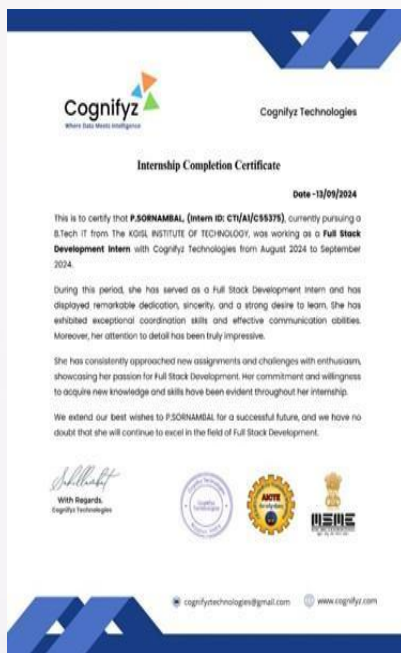 Cognifyz
Where Data Meets Intelligence
Cognifyz Technologies
Internship Completion Certificate
Date -13/09/2024
This is to certify that P.SORNAMBAL, (Intern ID: CTI/A1/C55375), currently pursuing a
B.Tech IT from The KGISL INSTITUTE OF TECHNOLOGY, was working as a Full Stack
Development Intern with Cognifyz Technologies from August 2024 to September
2024.
During this period, she has served as a Full Stack Development Intern and has
displayed remarkable dedication, sincerity, and a strong desire to learn. She has
exhibited exceptional coordination skills and effective communication abilities.
Moreover, her attention to detail has been truly impressive.
She has consistently approached new assignments and challenges with enthusiasm,
showcasing her passion for Full Stack Development. Her commitment and willingness
to acquire new knowledge and skills have been evident throughout her internship.
We extend our best wishes to P.SORNAMBAL for a successful future, and we have no
doubt that she will continue to excel in the field of Full Stack Development.
With Regards,
Cognifyz Technologies
Cognifyz Technologies
AICTE
MSME
cognifyztechnologies@gmail.com
www.cognifyz.com